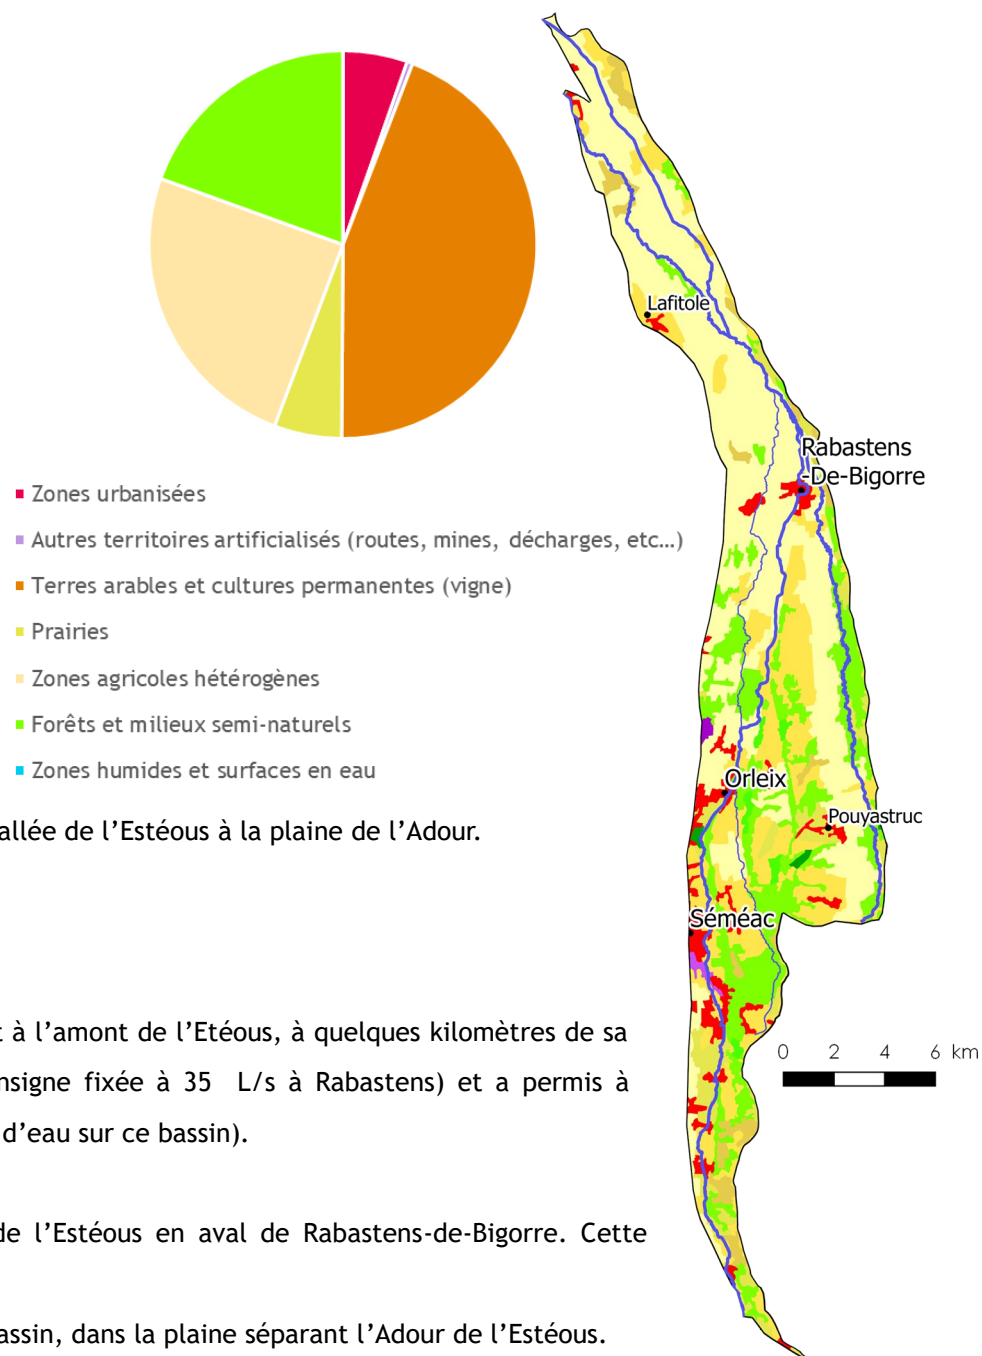 Lafitole
Rabastens
-De-Bigorre
Zones urbanisées
Autres territoires artificialisés (routes, mines, décharges, etc…)
Terres arables et cultures permanentes (vigne)
Prairies
Zones agricoles hétérogènes
Forêts et milieux semi-naturels
Zones humides et surfaces en eau
Orleix
Pouyastruc
allée de l’Estéous à la plaine de l’Adour.
Séméac
t à l’amont de l’Etéous, à quelques kilomètres de sa
nsigne fixée à 35 L/s à Rabastens) et a permis à
d’eau sur ce bassin).
0 2 4 6 km
de l’Estéous en aval de Rabastens-de-Bigorre. Cette
assin, dans la plaine séparant l’Adour de l’Estéous.